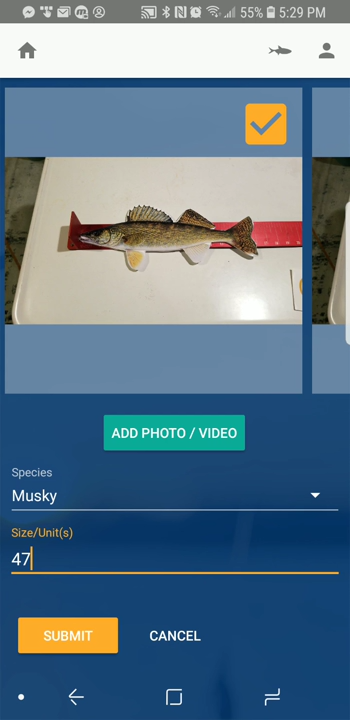 55% 5:29 PM
ADD PHOTO / VIDEO
Species
Musky
Size/Unit(s)
47
SUBMIT CANCEL